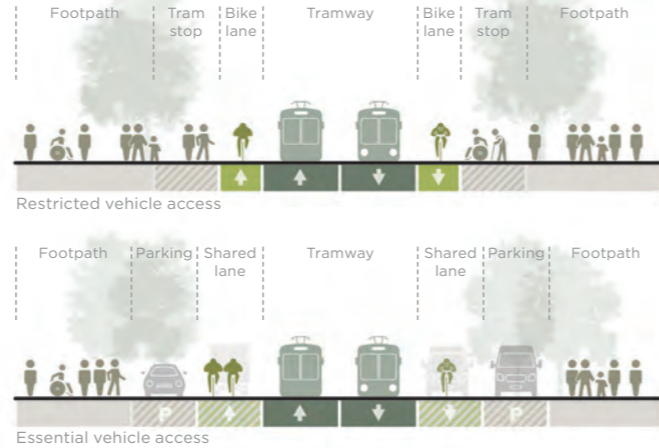 Footpath Tram Bike Tramway Bike Tram Footpath
stop lane lane stop
Restricted vehicle access
Footpath Parking Shared Tramway Shared Parking Footpath
lane lane
P P
Essential vehicle access